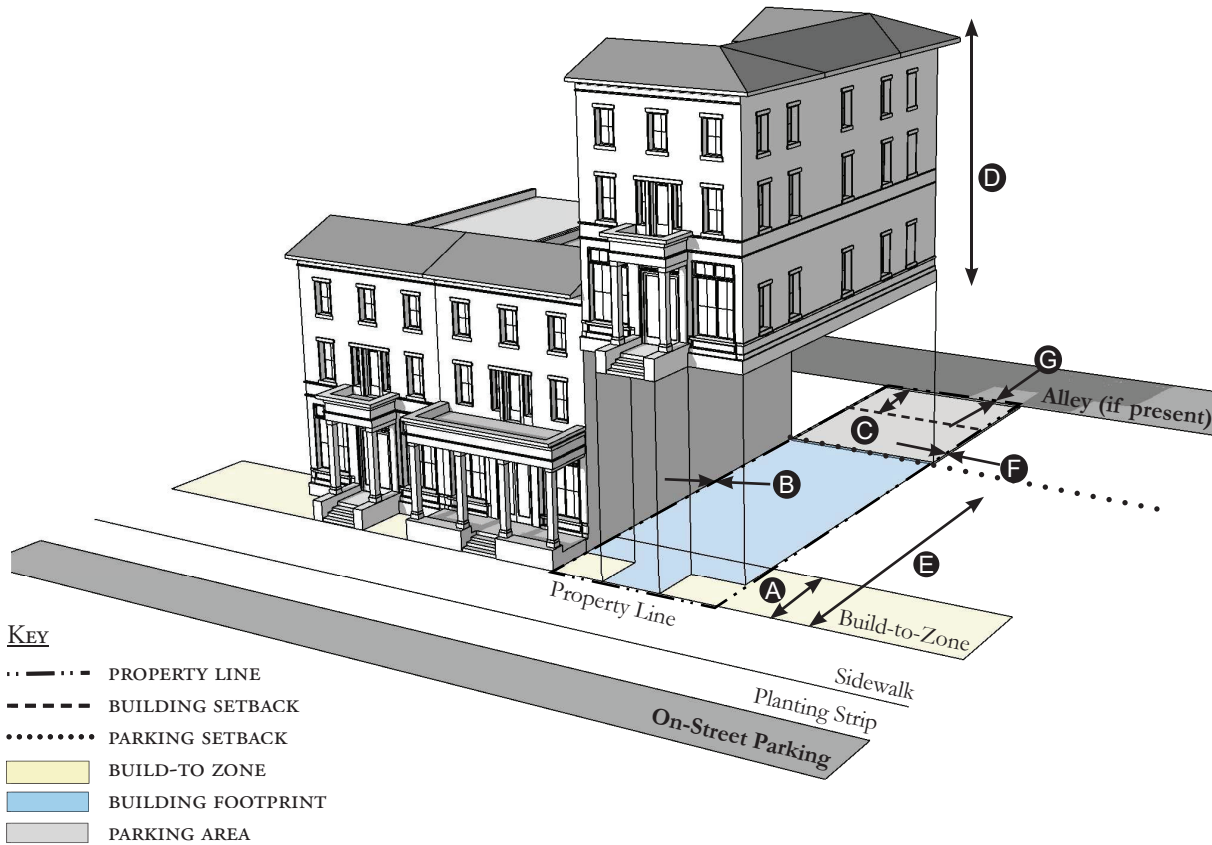 D
G
Alley (if present)
C
F
B
E
A
Property Line
Build-to-Zone
Sidewalk
Planting Strip
On-Street Parking
KEY
PROPERTY LINE
BUILDING SETBACK
PARKING SETBACK
BUILD-TO ZONE
BUILDING FOOTPRINT
PARKING AREA